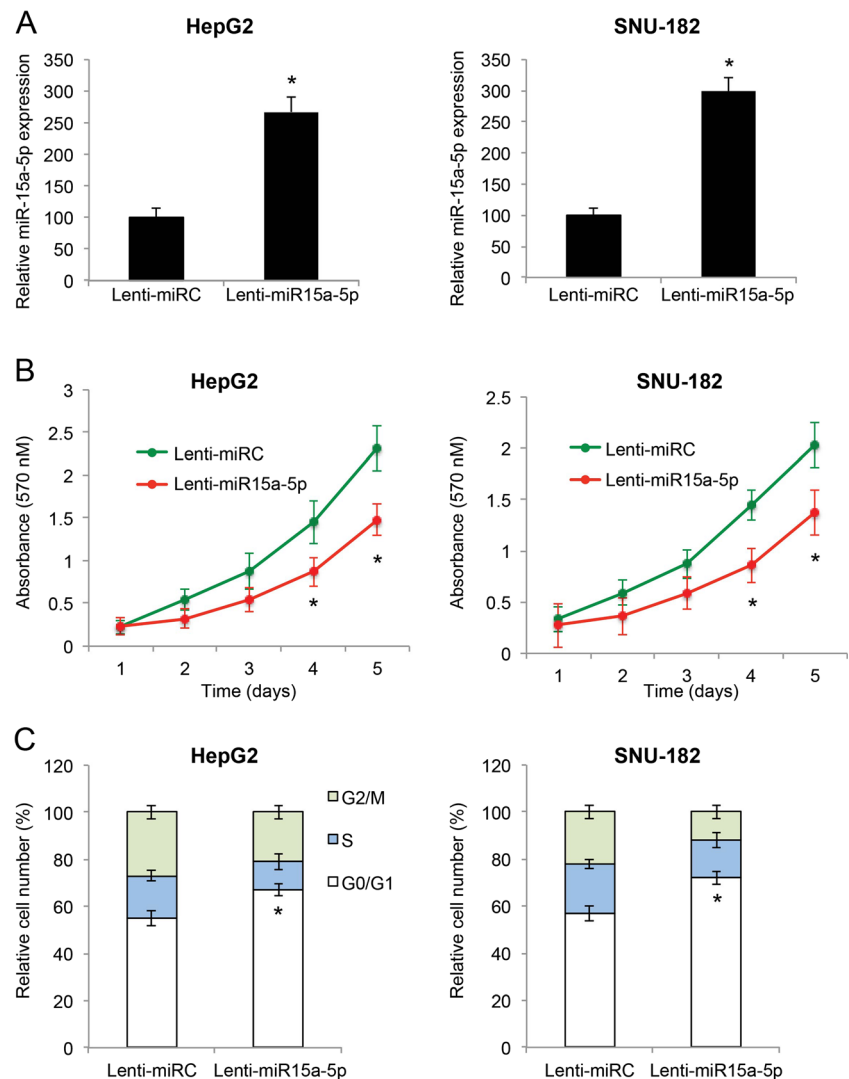 A
HepG2
Relative miR-15a-5p expression
350
300
250
200
150
100
50
0
*
Lenti-miRC
Lenti-miR15a-5p
SNU-182
Relative miR-15a-5p expression
350
300
250
200
150
100
50
0
*
Lenti-miRC
Lenti-miR15a-5p
B
HepG2
Absorbance (570 nM)
3
2.5
2
1.5
1
0.5
0
Lenti-miRC
Lenti-miR15a-5p
*
*
1 2 3 4 5
Time (days)
SNU-182
Absorbance (570 nM)
2.5
2
1.5
1
0.5
0
Lenti-miRC
Lenti-miR15a-5p
*
*
1 2 3 4 5
Time (days)
C
HepG2
Relative cell number (%)
120
100
80
60
40
20
0
*
G2/M
S
G0/G1
Lenti-miRC
Lenti-miR15a-5p
SNU-182
Relative cell number (%)
120
100
80
60
40
20
0
*
Lenti-miRC
Lenti-miR15a-5p